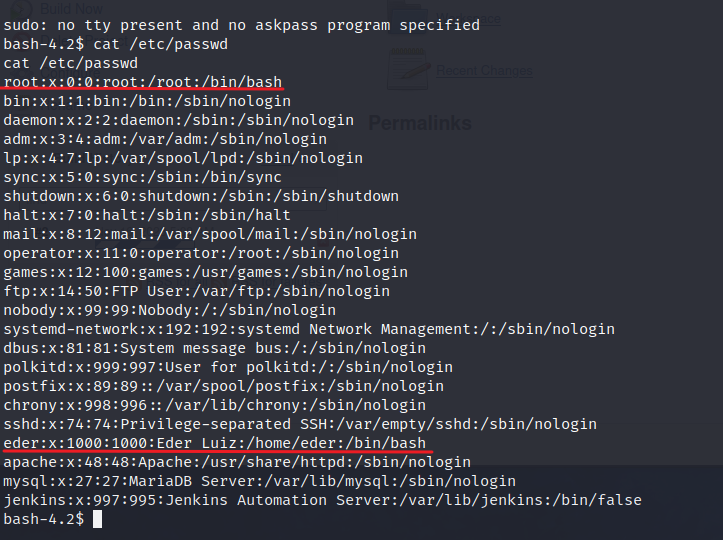 sudo: no tty present and no askpass program specified
bash-4.2$ cat /etc/passwd
cat /etc/passwd
root:x:0:0:root:/root:/bin/bash
bin:x:1:1:bin:/bin:/sbin/nologin
daemon:x:2:2:daemon:/sbin:/sbin/nologin
adm:x:3:4:adm:/var/adm:/sbin/nologin
lp:x:4:7:lp:/var/spool/lpd:/sbin/nologin
sync:x:5:0:sync:/sbin:/bin/sync
shutdown:x:6:0:shutdown:/sbin:/sbin/shutdown
halt:x:7:0:halt:/sbin:/sbin/halt
mail:x:8:12:mail:/var/spool/mail:/sbin/nologin
operator:x:11:0:operator:/root:/sbin/nologin
games:x:12:100:games:/usr/games:/sbin/nologin
ftp:x:14:50:FTP User:/var/ftp:/sbin/nologin
nobody:x:99:99:Nobody:/:/sbin/nologin
systemd-network:x:192:192:systemd Network Management:/:/sbin/nologin
dbus:x:81:81:System message bus:/:/sbin/nologin
polkitd:x:999:997:User for polkitd:/:/sbin/nologin
postfix:x:89:89::/var/spool/postfix:/sbin/nologin
chrony:x:998:996::/var/lib/chrony:/sbin/nologin
sshd:x:74:74:Privilege-separated SSH:/var/empty/sshd:/sbin/nologin
eder:x:1000:1000:Eder Luiz:/home/eder:/bin/bash
apache:x:48:48:Apache:/usr/share/httpd:/sbin/nologin
mysql:x:27:27:MariaDB Server:/var/lib/mysql:/sbin/nologin
jenkins:x:997:995:Jenkins Automation Server:/var/lib/jenkins:/bin/false
bash-4.2$
Build Now
Recent Changes
Permalinks